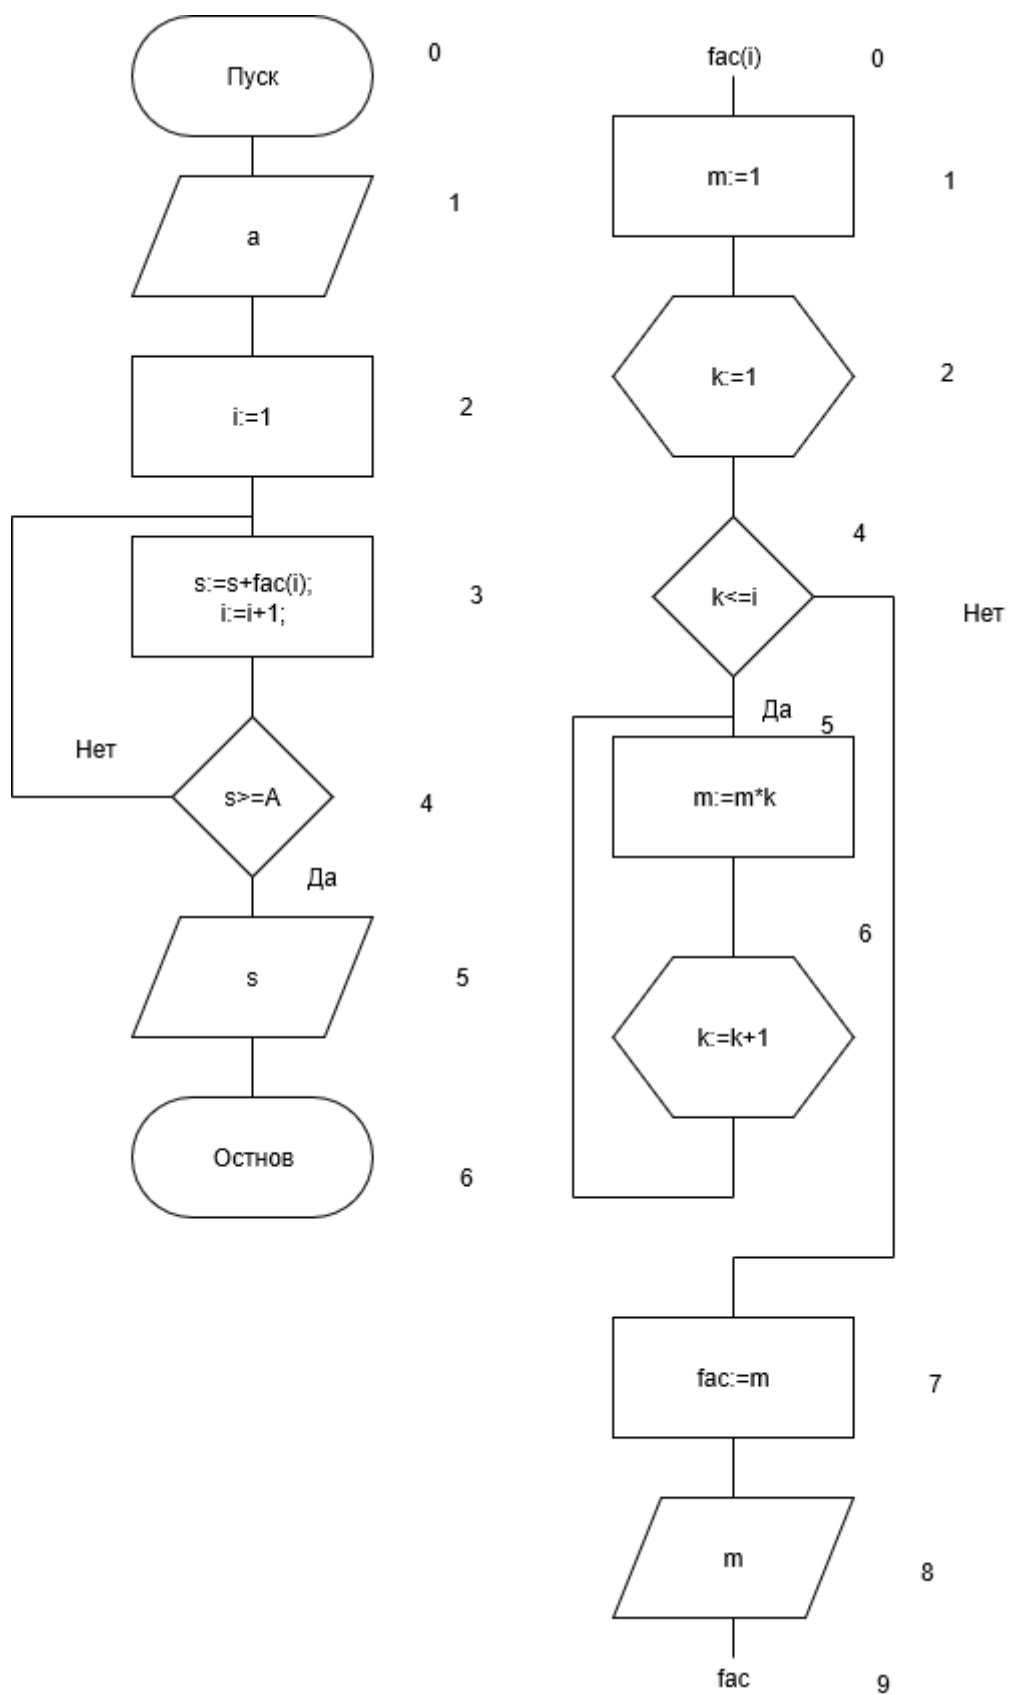 Пуск
0
a
1
i:=1
2
s:=s+fac(i);
i:=i+1;
3
Нет
s>=A
4
Да
s
5
Остнов
6
fac(i)
0
m:=1
1
k:=1
2
4
k<=i
Нет
Да
5
m:=m*k
6
k:=k+1
fac:=m
7
m
8
fac
9